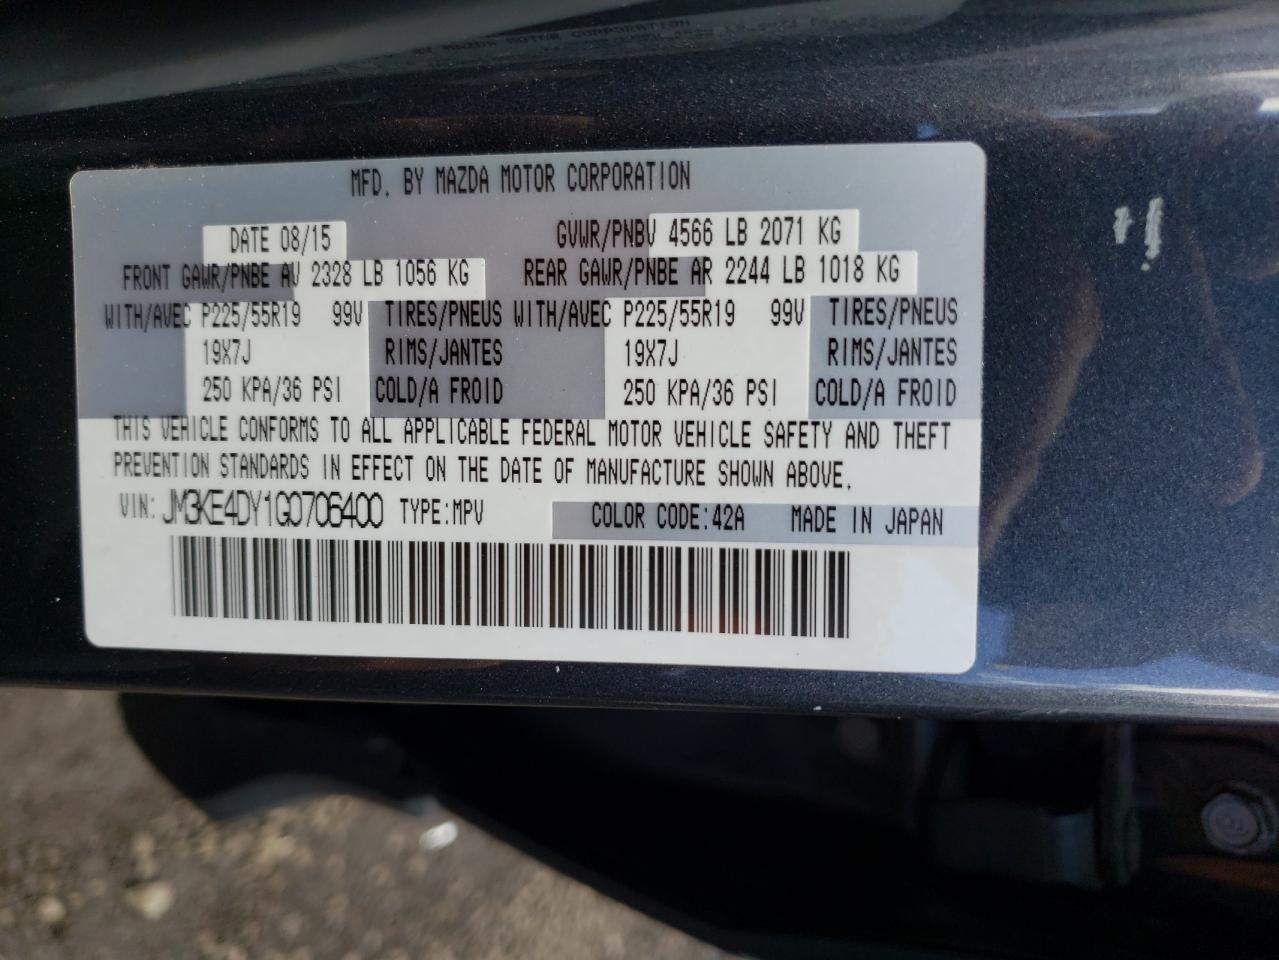 MFD. BY MAZDA MOTOR CORPORATION
DATE 08/15 GVWR/PNBV 4566 LB 2071 KG
FRONT GAWR/PNBE AV 2328 LB 1056 KG REAR GAWR/PNBE AR 2244 LB 1018 KG
WITH/AVEC P225/55R19 99V TIRES/PNEUS WITH/AVEC P225/55R19 99V TIRES/PNEUS
19X7J RIMS/JANTES 19X7J RIMS/JANTES
250 KPA/36 PSI COLD/A FROID 250 KPA/36 PSI COLD/A FROID
THIS VEHICLE CONFORMS TO ALL APPLICABLE FEDERAL MOTOR VEHICLE SAFETY AND THEFT
PREVENTION STANDARDS IN EFFECT ON THE DATE OF MANUFACTURE SHOWN ABOVE.
VIN: JM3KE4DY1G0706400 TYPE:MPV COLOR CODE:42A MADE IN JAPAN